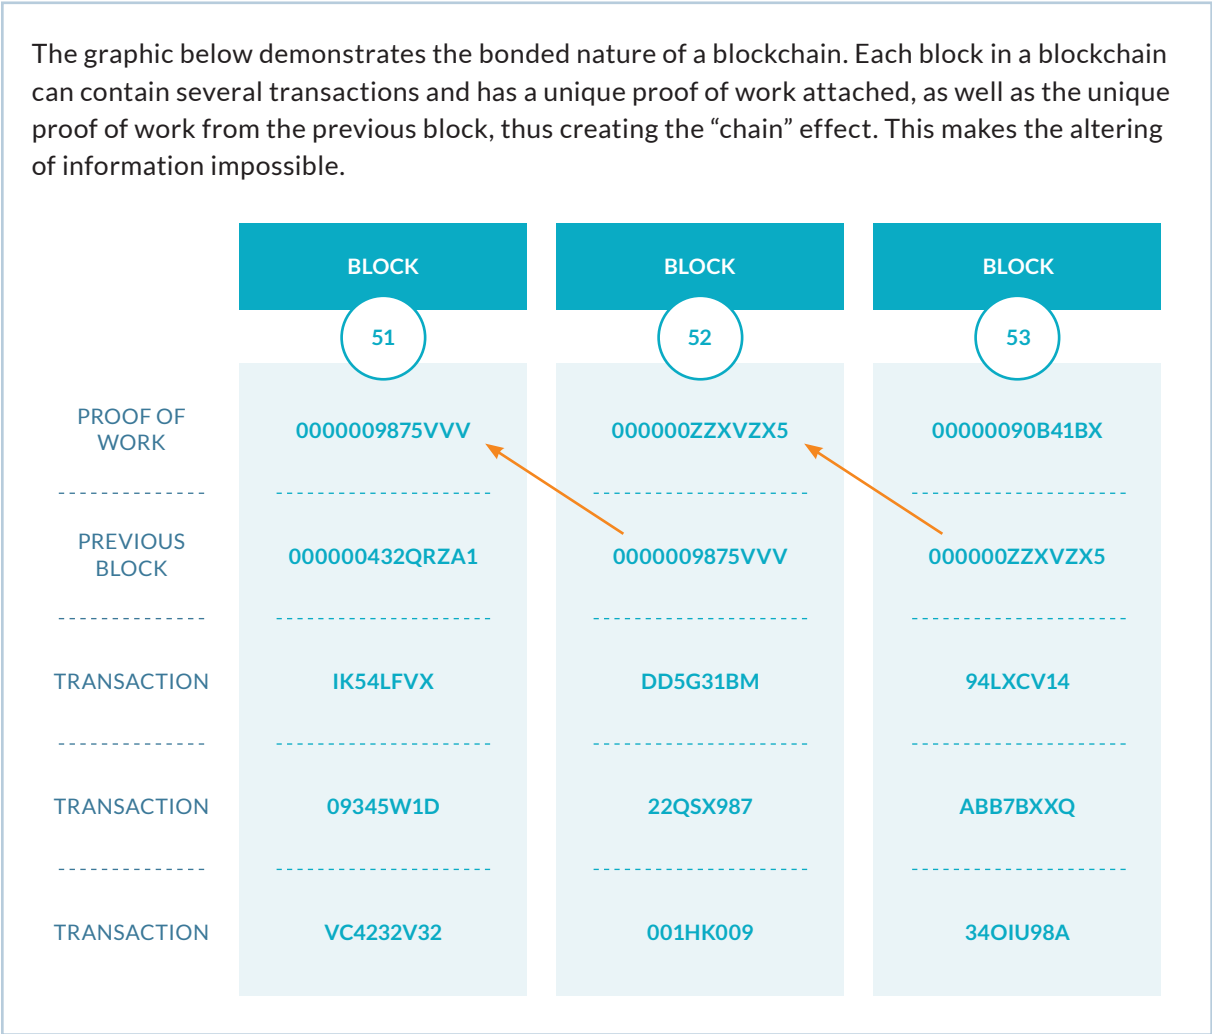 The graphic below demonstrates the bonded nature of a blockchain. Each block in a blockchain
can contain several transactions and has a unique proof of work attached, as well as the unique
proof of work from the previous block, thus creating the “chain” effect. This makes the altering
of information impossible.
BLOCK BLOCK BLOCK
51 52 53
PROOF OF
WORK
0000009875VVV 000000ZZXVZX5 00000090B41BX
PREVIOUS
BLOCK
000000432QRZA1 0000009875VVV 000000ZZXVZX5
TRANSACTION IK54LFVX DD5G31BM 94LXCV14
TRANSACTION 09345W1D 22QSX987 ABB7BXXQ
TRANSACTION VC4232V32 001HK009 34OIU98A